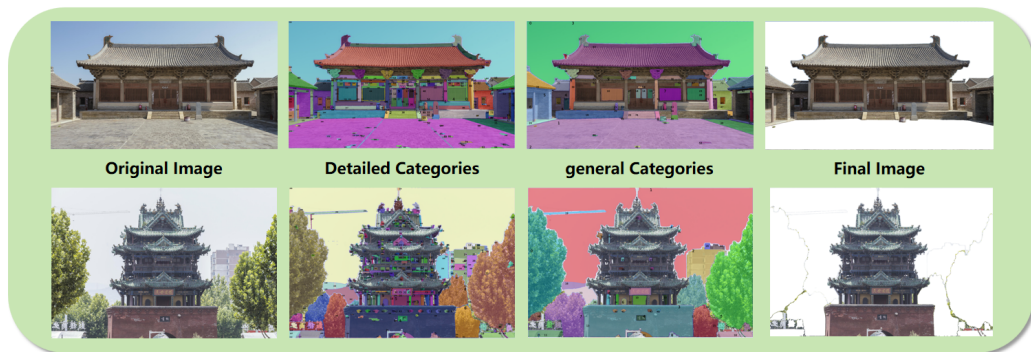 Original Image
Detailed Categories
general Categories
Final Image